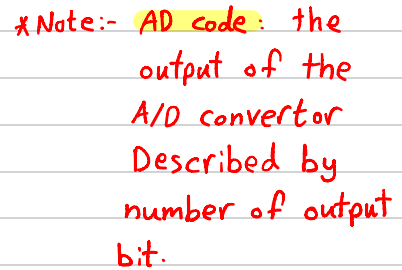 * Note:- AD code: the
output of the
A/D convertor
Described by
number of output
bit.